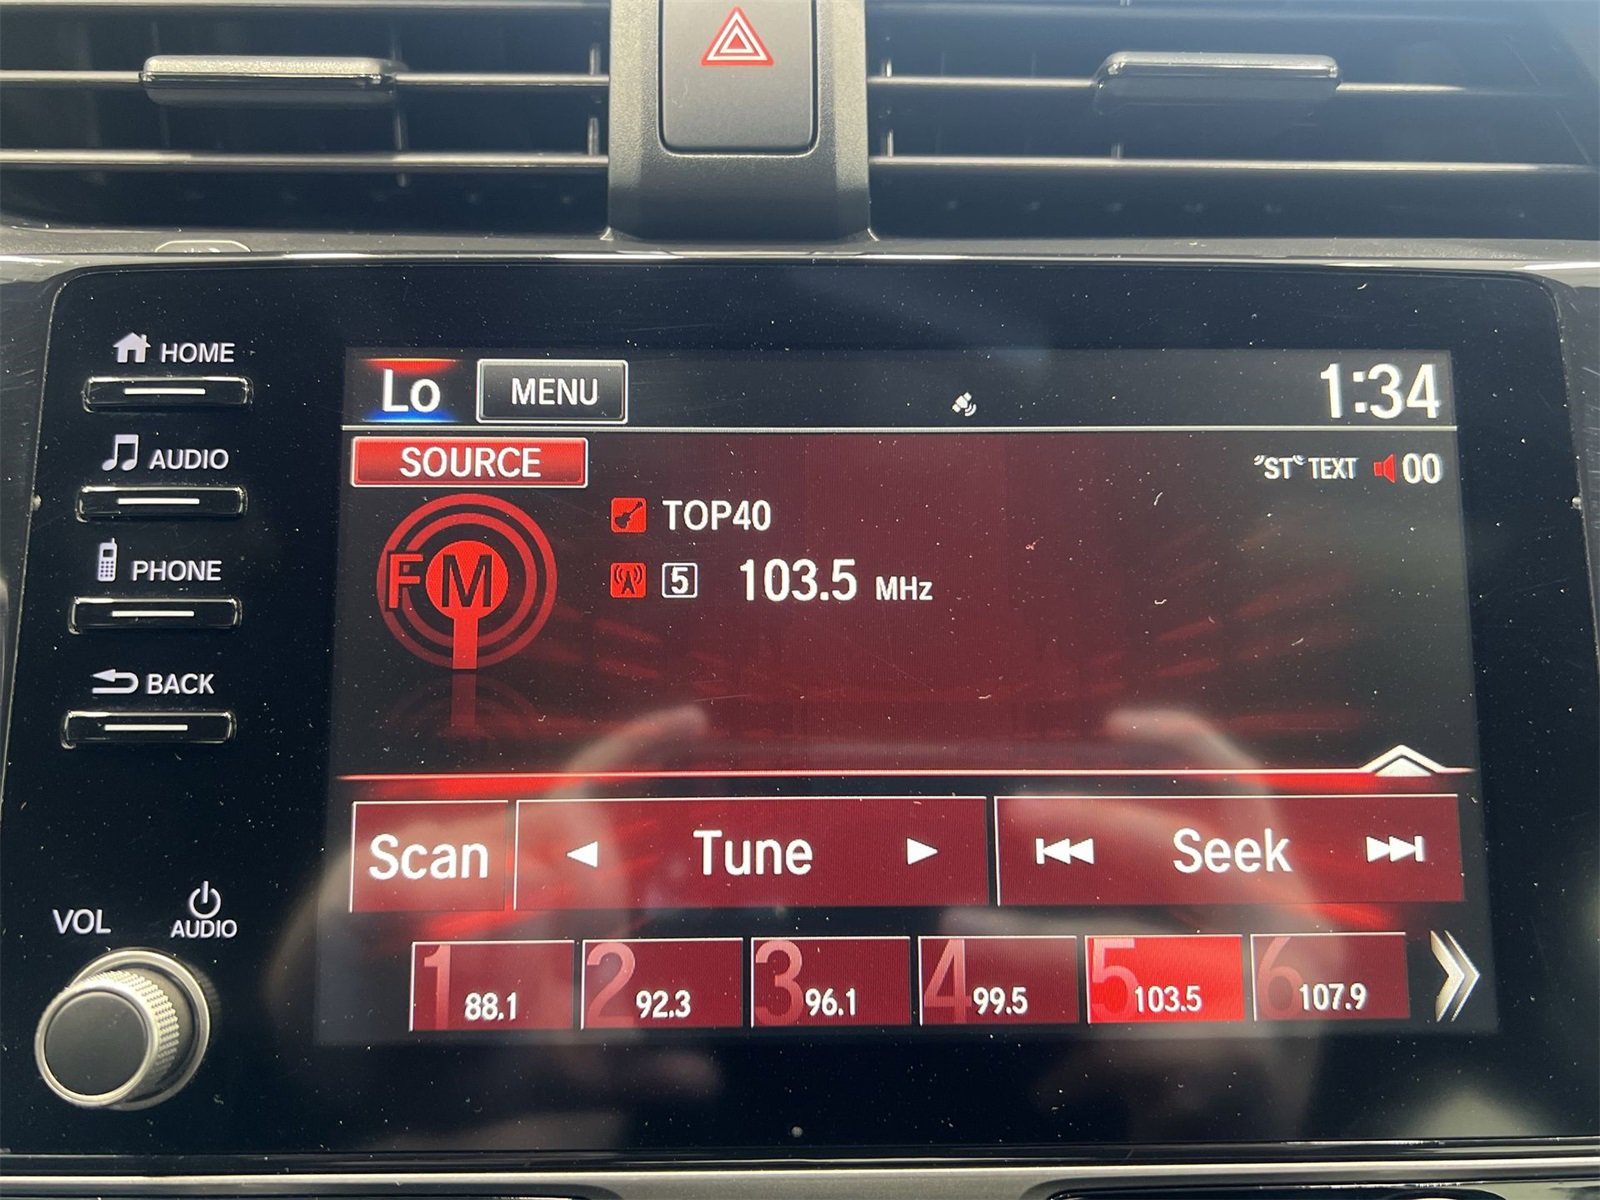 HOME
AUDIO
PHONE
BACK
VOL
AUDIO
Lo
MENU
1:34
SOURCE
ST TEXT 00
FM
TOP40
5 103.5 MHz
Scan
Tune
Seek
1 88.1
2 92.3
3 96.1
4 99.5
5 103.5
6 107.9